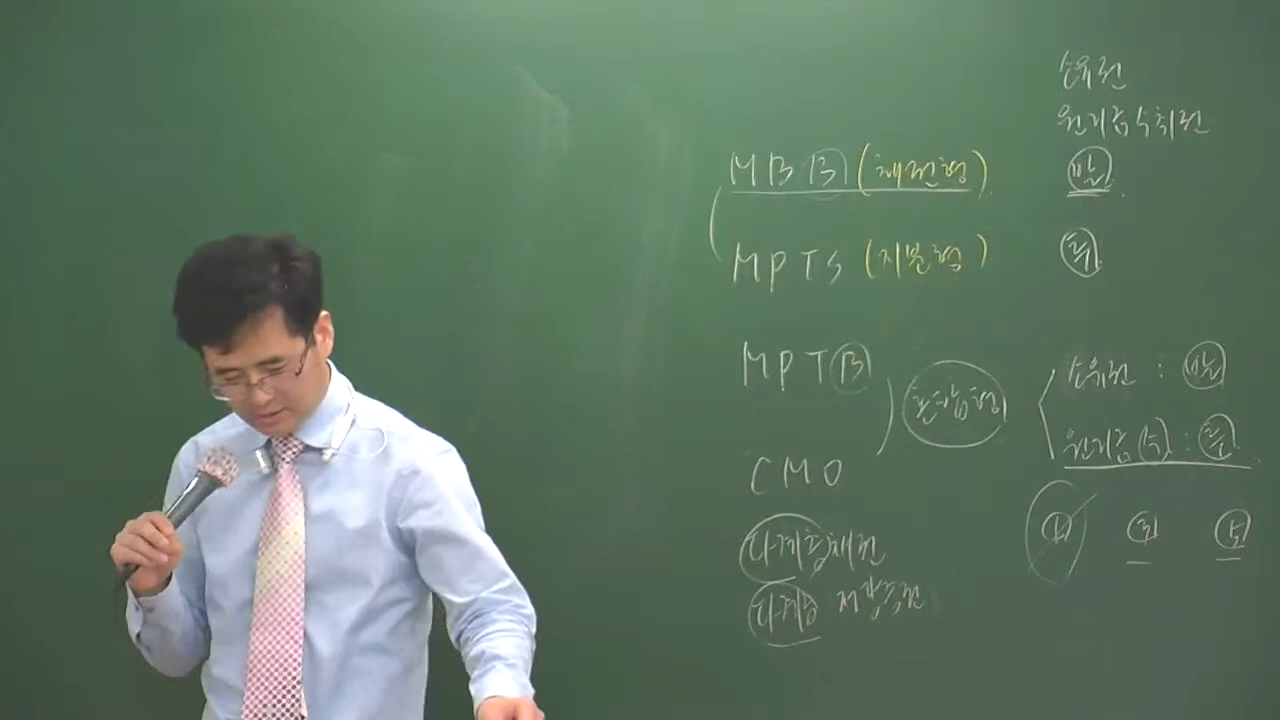 소유권
원리금수취권
MBB (채권형) 발
MPTS (지분형)
MPTB 혼합형 소유권 : 발
원리금(수) :
CMO
다계층채권
다계층 저당증권